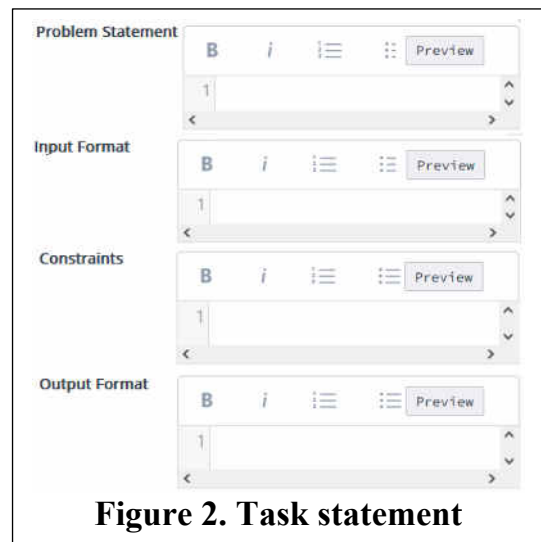 Problem Statement
B i Preview
1
Input Format
B i Preview
1
Constraints
B i Preview
1
Output Format
B i Preview
1
Figure 2. Task statement